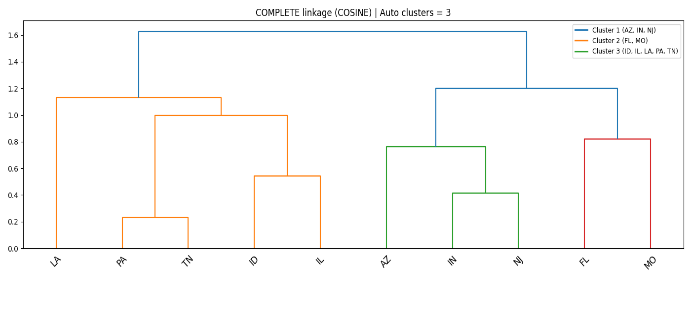 COMPLETE linkage (COSINE) | Auto clusters = 3
Cluster 1 (AZ, IN, NJ)
Cluster 2 (FL, MO)
Cluster 3 (ID, IL, LA, PA, TN)
1.6
1.4
1.2
1.0
0.8
0.6
0.4
0.2
0.0
LA PA TN ID IL AZ IN NJ FL MO